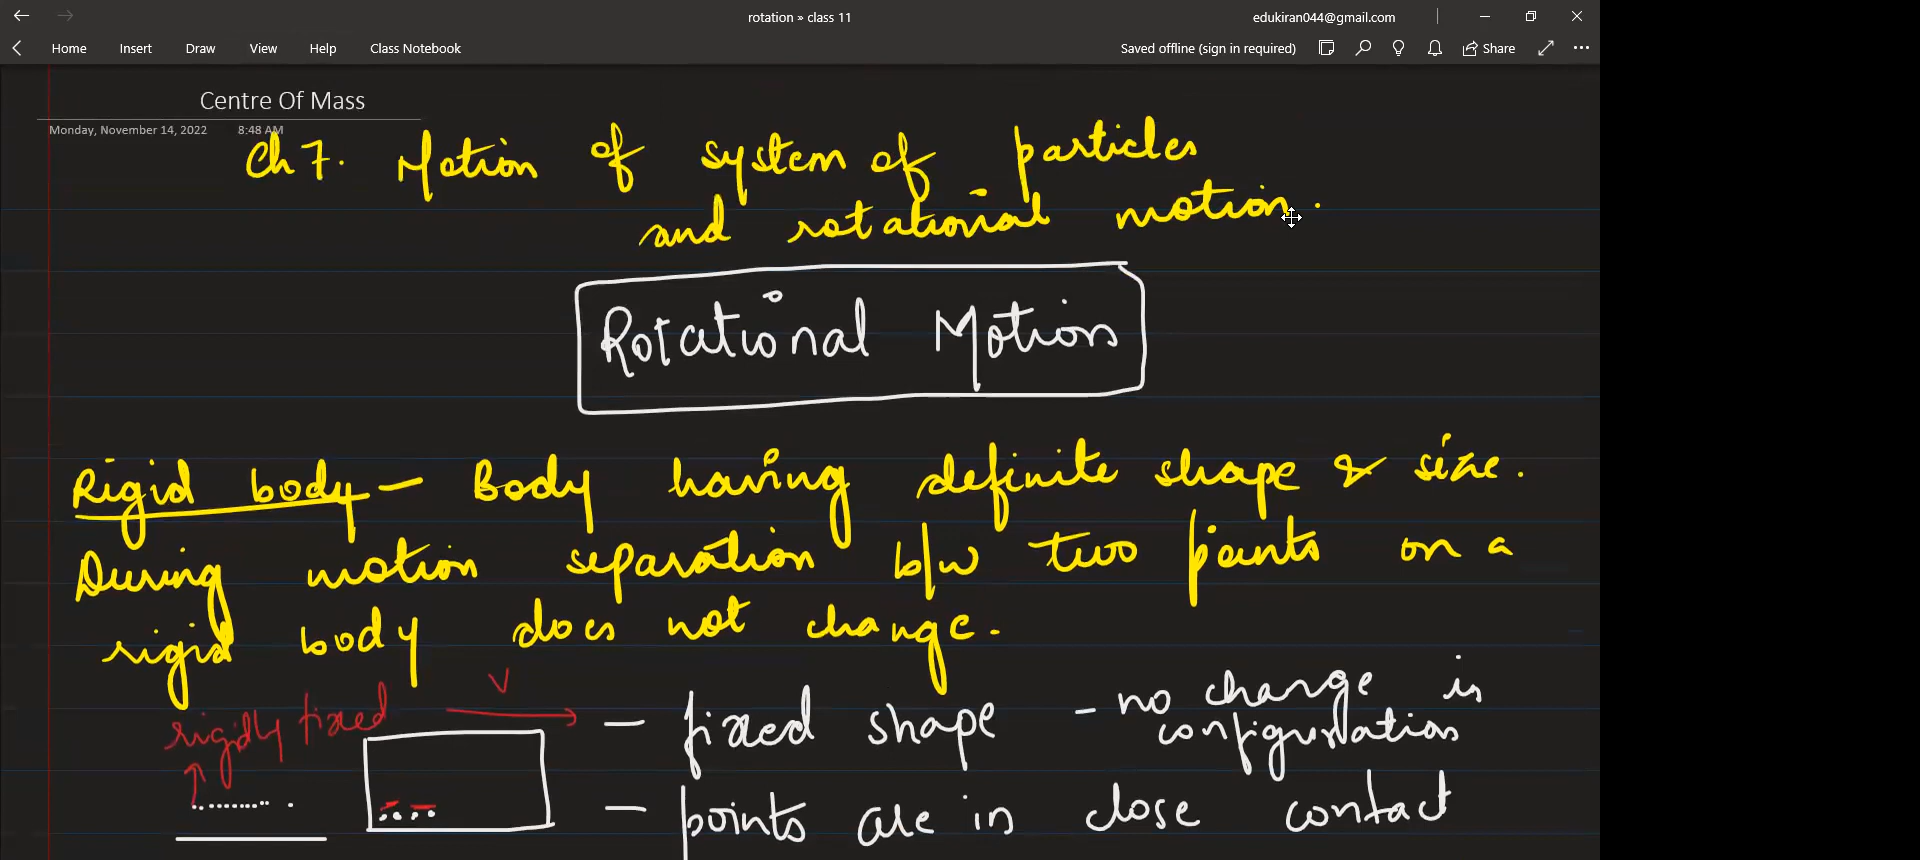 rotation » class 11
edukiran044@gmail.com
Home Insert Draw View Help Class Notebook
Saved offline (sign in required) Share
Centre Of Mass
Monday, November 14, 2022 8:48 AM
Ch 7. Motion of system of particles
and rotational motion.
Rotational Motion
Rigid body - Body having definite shape & size.
During motion separation b/w two points on a
rigid body does not change.
rigidly fixed
V
- fixed shape - no change in
configuration
- points are in close contact